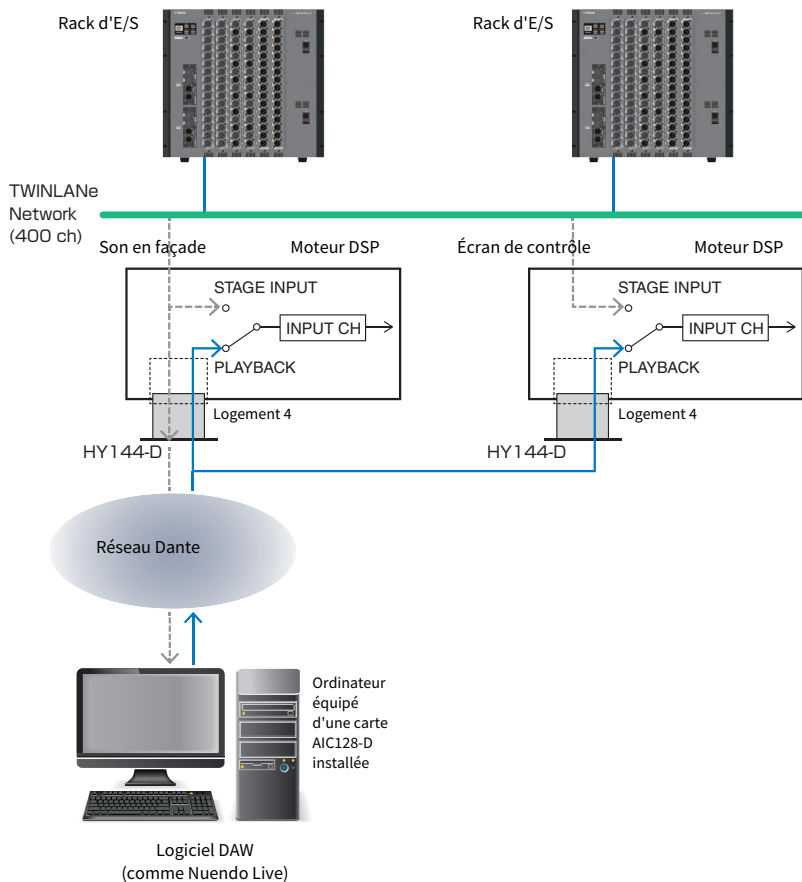 Rack d'E/S
Rack d'E/S
TWINLANe
Network
(400 ch)
Son en façade
Moteur DSP
Écran de contrôle
Moteur DSP
STAGE INPUT
INPUT CH
PLAYBACK
STAGE INPUT
INPUT CH
PLAYBACK
Logement 4
Logement 4
HY144-D
HY144-D
Réseau Dante
Ordinateur
équipé
d'une carte
AIC128-D
installée
Logiciel DAW
(comme Nuendo Live)